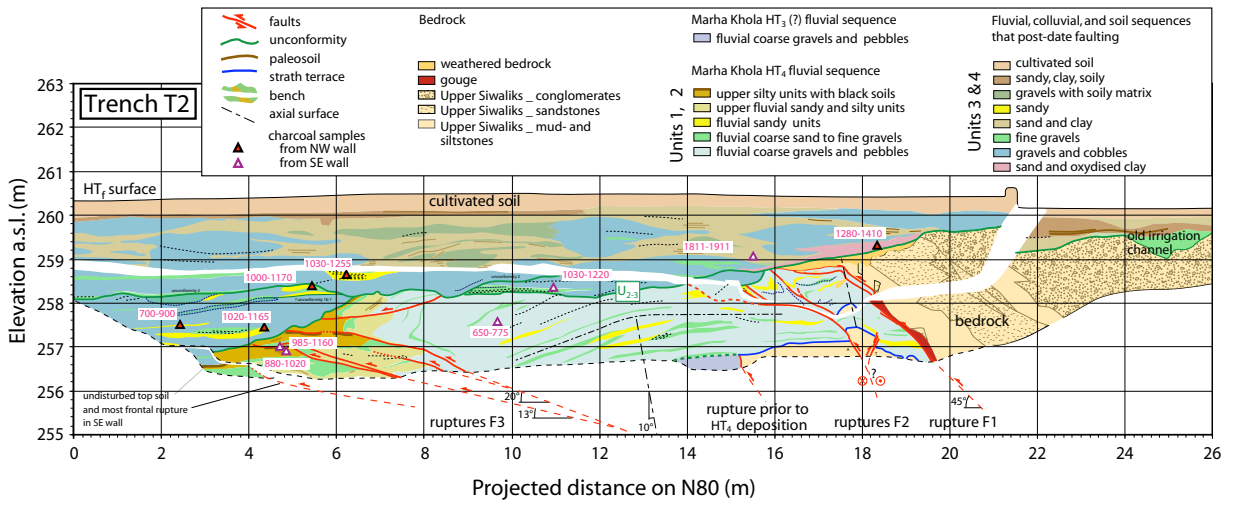 Trench T2
faults
unconformity
paleosoil
strath terrace
bench
axial surface
charcoal samples
from NW wall
from SE wall
Bedrock
weathered bedrock
gouge
Upper Siwaliks _ conglomerates
Upper Siwaliks _ sandstones
Upper Siwaliks _ mud- and
siltstones
Marha Khola HT3 (?) fluvial sequence
fluvial coarse gravels and pebbles
Marha Khola HT4 fluvial sequence
Units 1, 2
upper silty units with black soils
upper fluvial sandy and silty units
fluvial sandy units
fluvial coarse sand to fine gravels
fluvial coarse gravels and pebbles
Fluvial, colluvial, and soil sequences
that post-date faulting
Units 3 & 4
cultivated soil
sandy, clay, soily
gravels with soily matrix
sandy
sand and clay
fine gravels
gravels and cobbles
sand and oxydised clay
Elevation a.s.l. (m)
263
262
261
260
259
258
257
256
255
HTf surface
cultivated soil
1280-1410
1811-1911
old irrigation
channel
1030-1255
1000-1170
1030-1220
unconformity 2
U2-3
700-900
1020-1165
650-775
bedrock
985-1160
880-1020
undisturbed top soil
and most frontal rupture
in SE wall
20°
13°
10°
?
45°
ruptures F3
rupture prior to
HT4 deposition
ruptures F2
rupture F1
0 2 4 6 8 10 12 14 16 18 20 22 24 26
Projected distance on N80 (m)